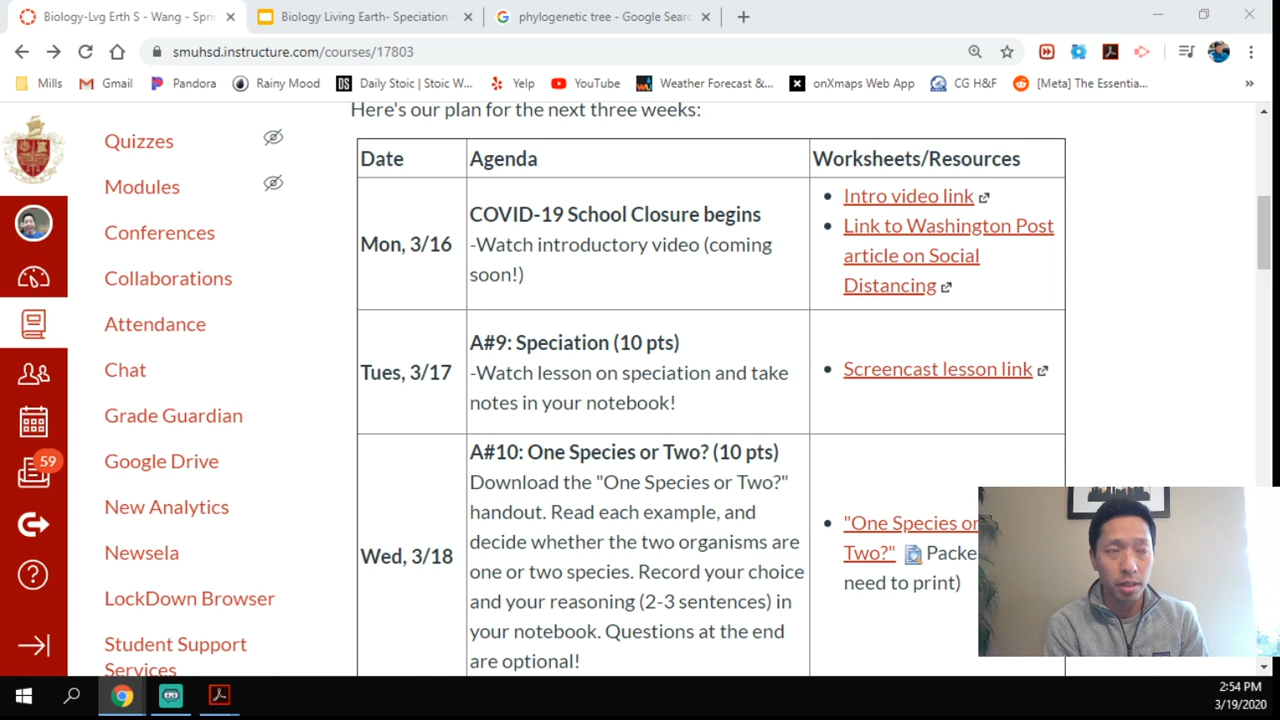 Biology-Lvg Erth S - Wang - Spri
Biology Living Earth- Speciation -
phylogenetic tree - Google Sear
smuhsd.instructure.com/courses/17803
Mills
Gmail
Pandora
Rainy Mood
DS Daily Stoic | Stoic W...
Yelp
YouTube
Weather Forecast &...
onXmaps Web App
CG H&F
[Meta] The Essentia...
»
Quizzes
Modules
Conferences
Collaborations
Attendance
Chat
Grade Guardian
Google Drive
New Analytics
Newsela
LockDown Browser
Student Support
Services
59
Here's our plan for the next three weeks:
Date Agenda Worksheets/Resources
Mon, 3/16
COVID-19 School Closure begins
-Watch introductory video (coming
soon!)
Intro video link
Link to Washington Post
article on Social
Distancing
Tues, 3/17
A#9: Speciation (10 pts)
-Watch lesson on speciation and take
notes in your notebook!
Screencast lesson link
Wed, 3/18
A#10: One Species or Two? (10 pts)
Download the "One Species or Two?"
handout. Read each example, and
decide whether the two organisms are
one or two species. Record your choice
and your reasoning (2-3 sentences) in
your notebook. Questions at the end
are optional!
"One Species or
Two?" Packe
need to print)
2:54 PM
3/19/2020